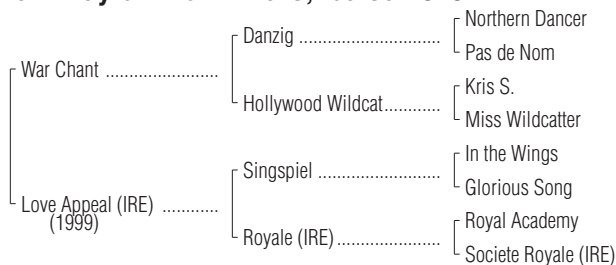 Northern Dancer
Danzig ..............................
Pas de Nom
War Chant ........................
Kris S.
Hollywood Wildcat............
Miss Wildcatter
In the Wings
Singspiel ..........................
Glorious Song
Love Appeal (IRE) ............
(1999)
Royal Academy
Royale (IRE)......................
Societe Royale (IRE)